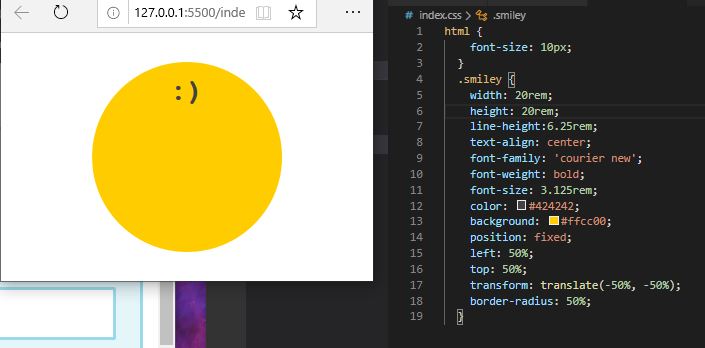 127.0.0.1:5500/inde
:)
# index.css > .smiley
1 html {
2 font-size: 10px;
3 }
4 .smiley {
5 width: 20rem;
6 height: 20rem;
7 line-height:6.25rem;
8 text-align: center;
9 font-family: 'courier new';
10 font-weight: bold;
11 font-size: 3.125rem;
12 color: #424242;
13 background: #ffcc00;
14 position: fixed;
15 left: 50%;
16 top: 50%;
17 transform: translate(-50%, -50%);
18 border-radius: 50%;
19 }